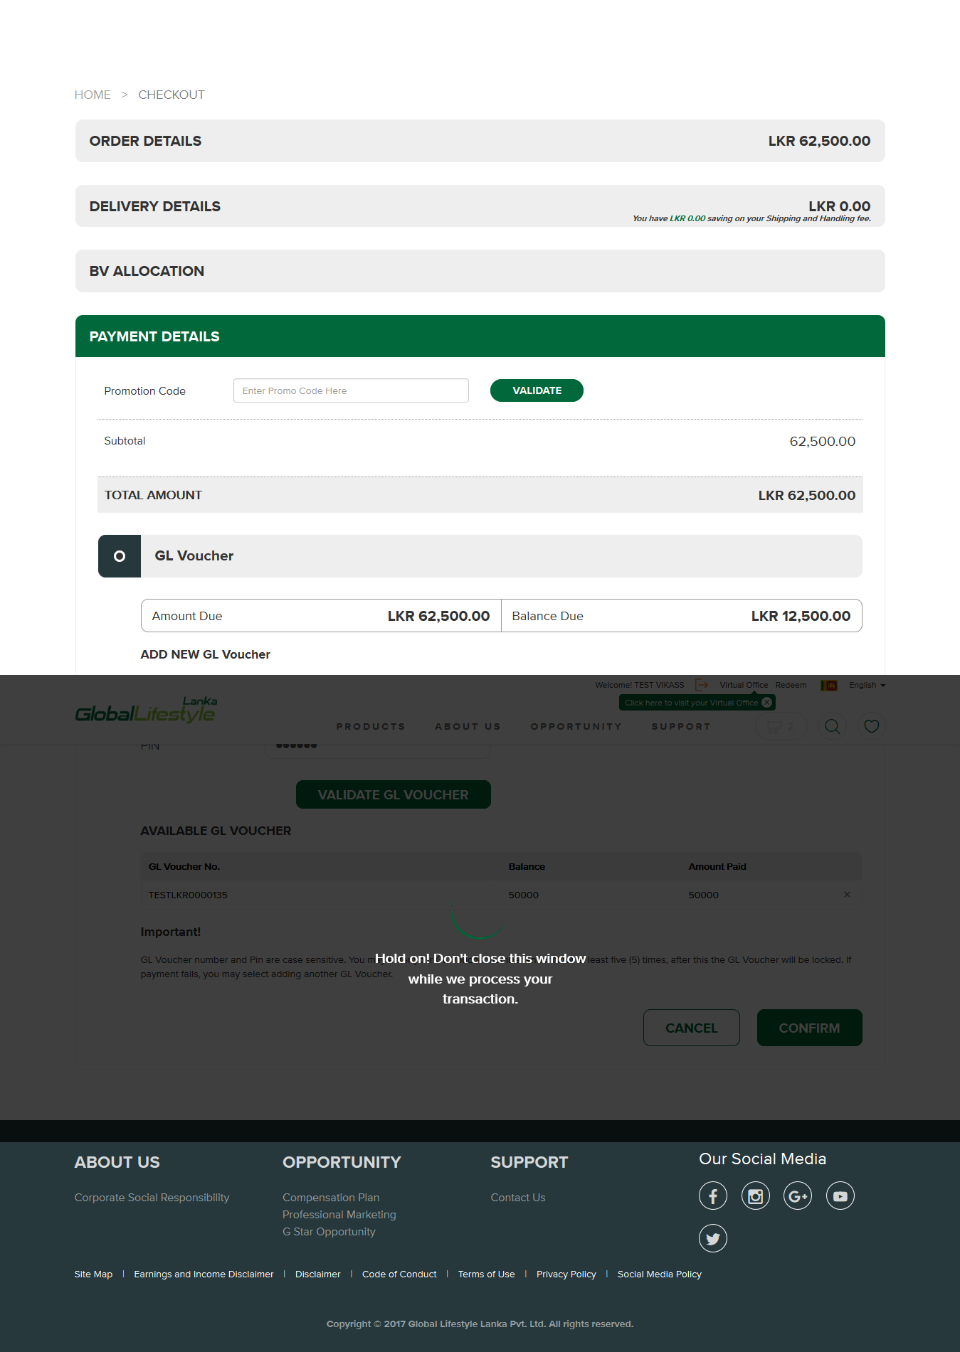 HOME > CHECKOUT
ORDER DETAILS LKR 62,500.00
DELIVERY DETAILS LKR 0.00
You have LKR 0.00 saving on your Shipping and Handling fee.
BV ALLOCATION
PAYMENT DETAILS
Promotion Code Enter Promo Code Here VALIDATE
Subtotal 62,500.00
TOTAL AMOUNT LKR 62,500.00
GL Voucher
Amount Due LKR 62,500.00 Balance Due LKR 12,500.00
ADD NEW GL Voucher
Welcome! TEST VIKASS Virtual Office Redeem English
Lanka
GlobalLifestyle
Click here to visit your Virtual Office
PRODUCTS ABOUT US OPPORTUNITY SUPPORT
PIN
VALIDATE GL VOUCHER
AVAILABLE GL VOUCHER
GL Voucher No. Balance Amount Paid
TESTLKR0000135 50000 50000 ×
Important!
GL Voucher number and Pin are case sensitive. You least five (5) times, after this the GL Voucher will be locked. If
payment fails, you may select adding another GL Voucher.
Hold on! Don't close this window
while we process your
transaction.
CANCEL CONFIRM
ABOUT US OPPORTUNITY SUPPORT Our Social Media
Corporate Social Responsibility Compensation Plan Contact Us
Professional Marketing
G Star Opportunity
Site Map | Earnings and Income Disclaimer | Disclaimer | Code of Conduct | Terms of Use | Privacy Policy | Social Media Policy
Copyright © 2017 Global Lifestyle Lanka Pvt. Ltd. All rights reserved.